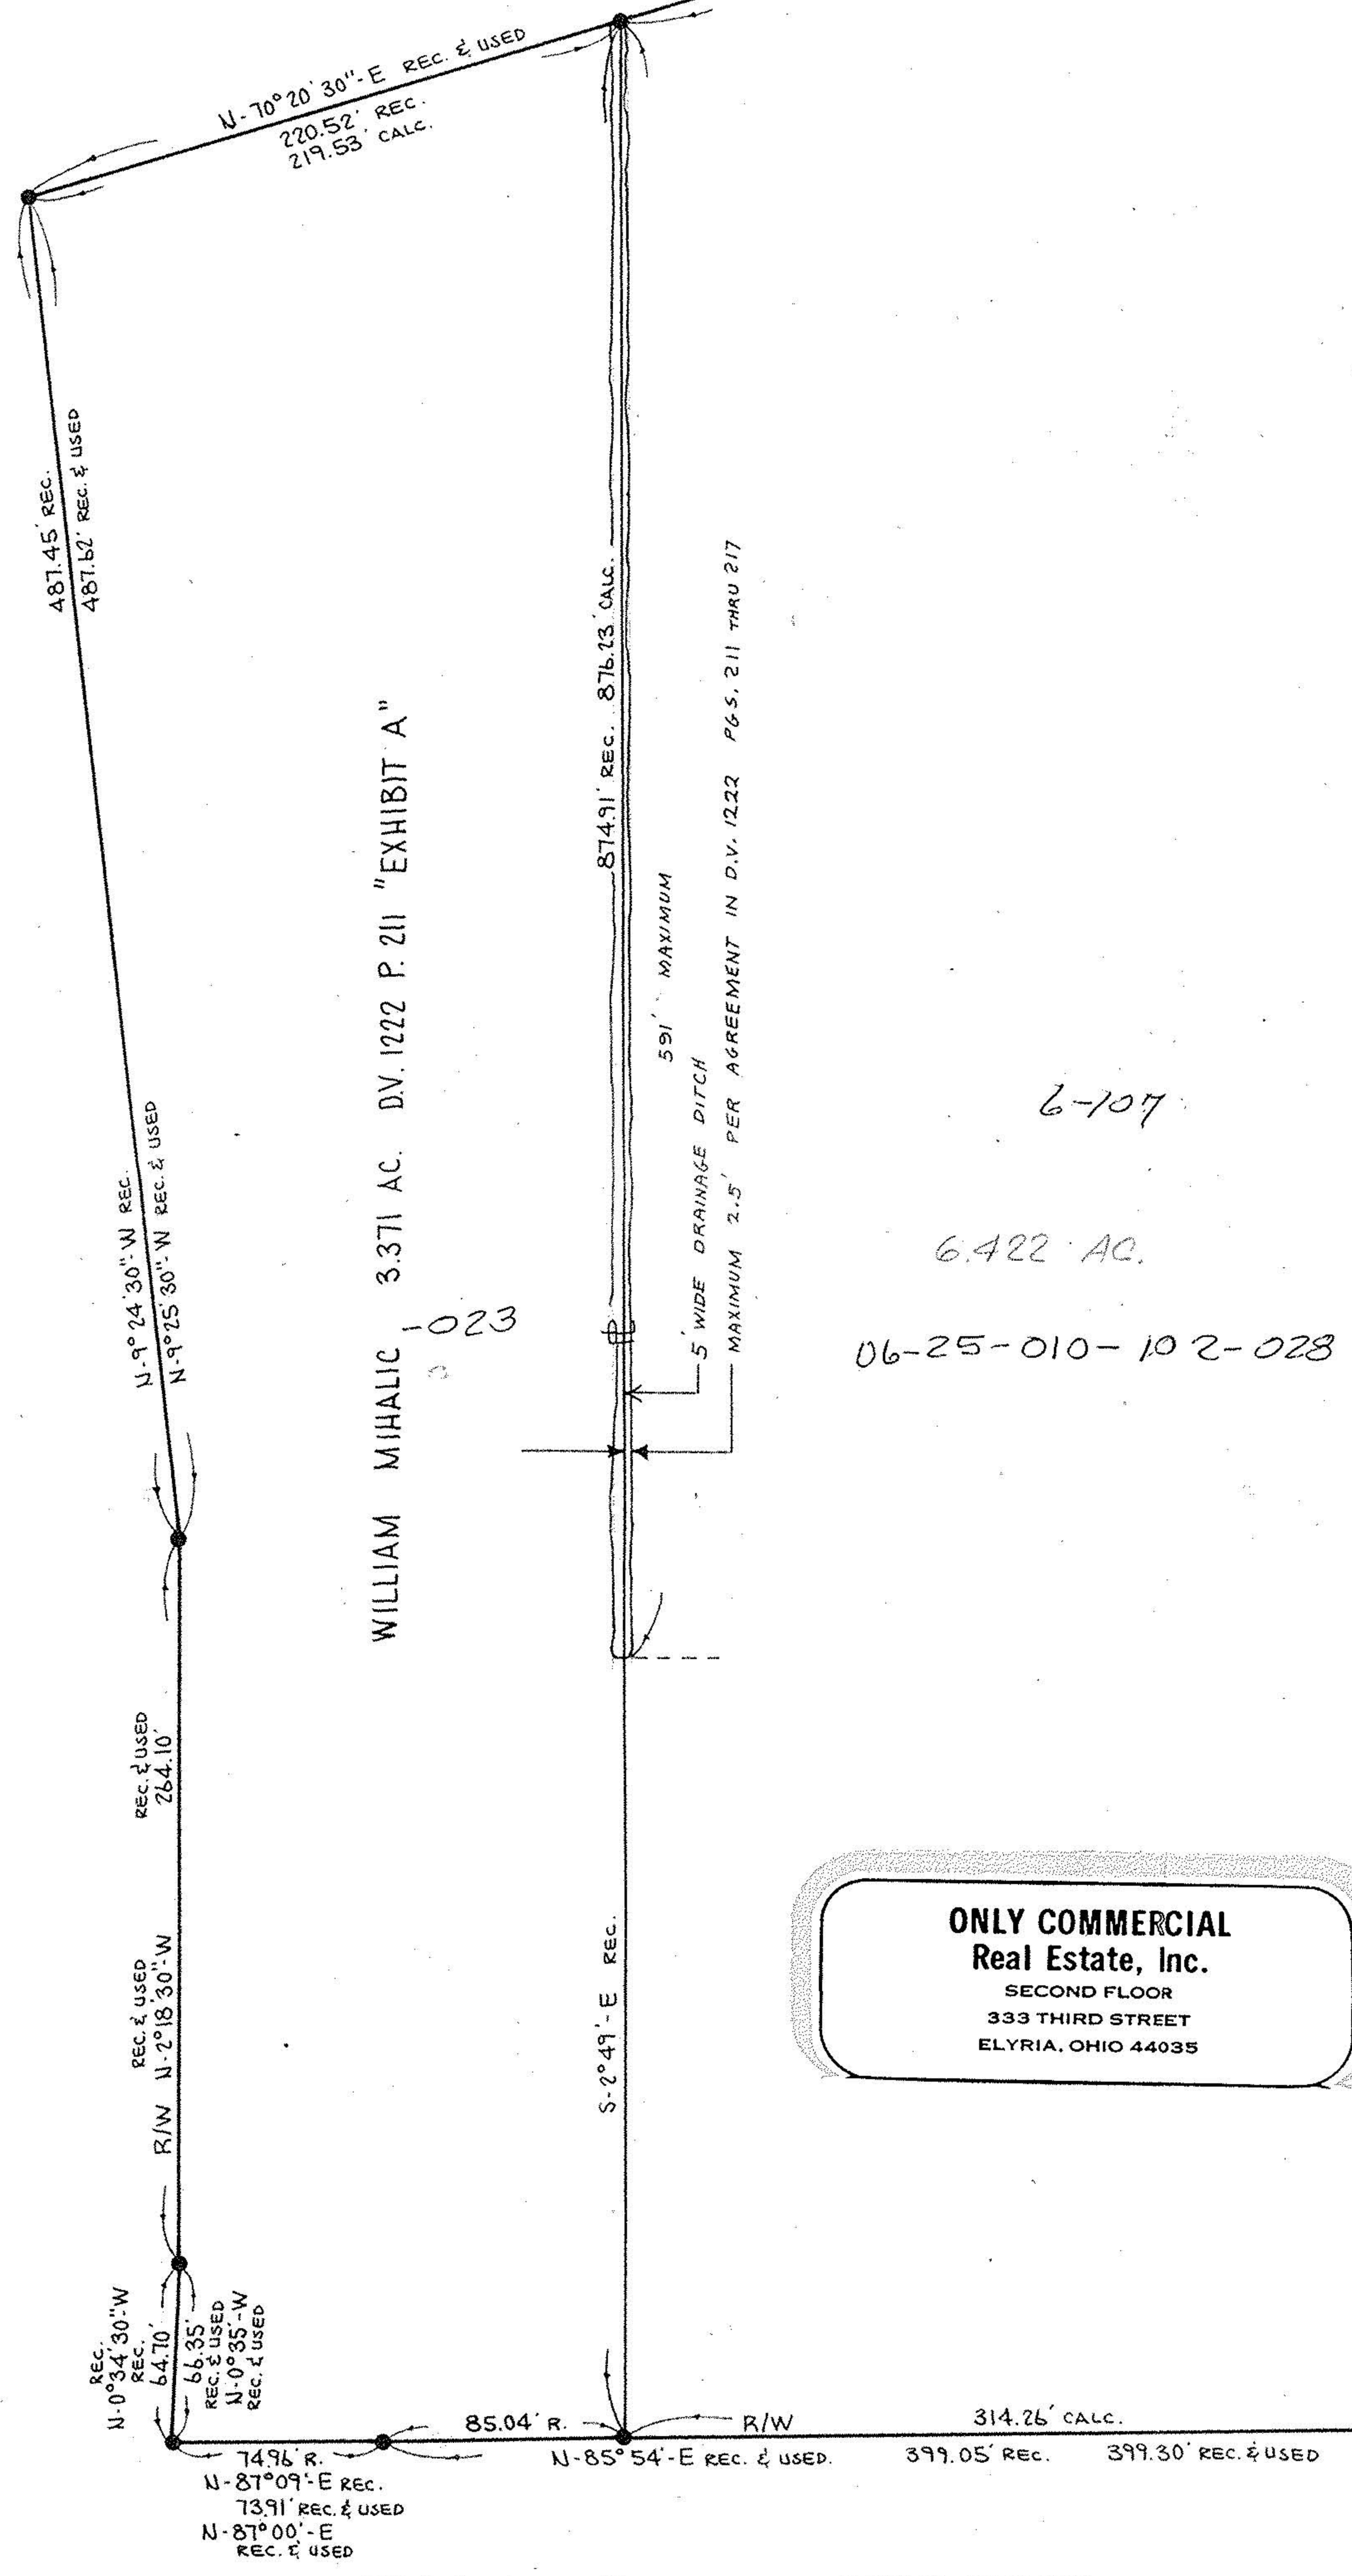 N-70°20'30"-E REC. & USED
220.52' REC.
219.53' CALC.
487.45' REC.
487.62' REC. & USED
N-9°24'30"-W REC.
N-9°25'30"-W REC. & USED
WILLIAM MIHALIC 3.371 AC. D.V. 1222 P. 211 "EXHIBIT A"
-023
874.91' REC. 876.23' CALC.
S-2°49'-E REC.
591' MAXIMUM
5' WIDE DRAINAGE DITCH
MAXIMUM 2.5' PER AGREEMENT IN D.V. 1222 PGS. 211 THRU 217
6-107
6.422 AC.
06-25-010-102-028
REC. & USED
264.10'
REC. & USED
R/W N-2°18'30"-W
ONLY COMMERCIAL
Real Estate, Inc.
SECOND FLOOR
333 THIRD STREET
ELYRIA, OHIO 44035
REC.
N-0°34'30"-W
REC.
64.70'
66.35'
REC. & USED
N-0°35'-W
REC. & USED
85.04' R.
R/W
314.26' CALC.
74.96' R.
N-85°54'-E REC. & USED.
399.05' REC.
399.30' REC. & USED
N-87°09'-E REC.
73.91' REC. & USED
N-87°00'-E
REC. & USED